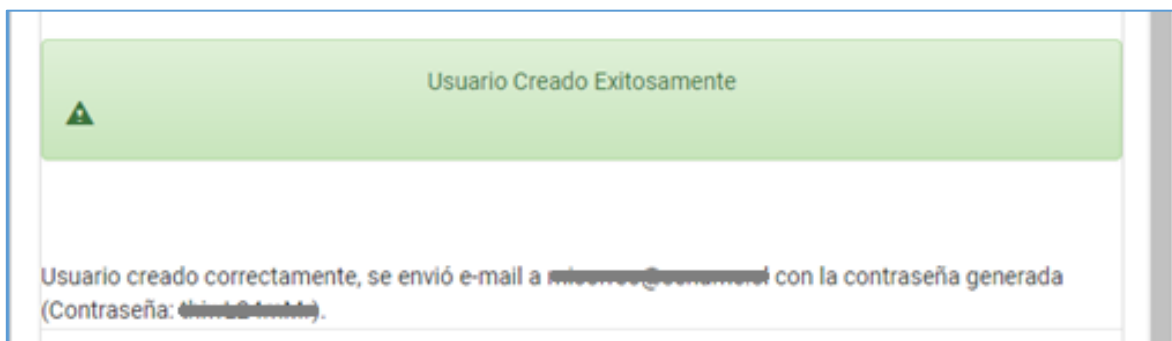 Usuario Creado Exitosamente
Usuario creado correctamente, se envió e-mail a con la contraseña generada
(Contraseña: ).